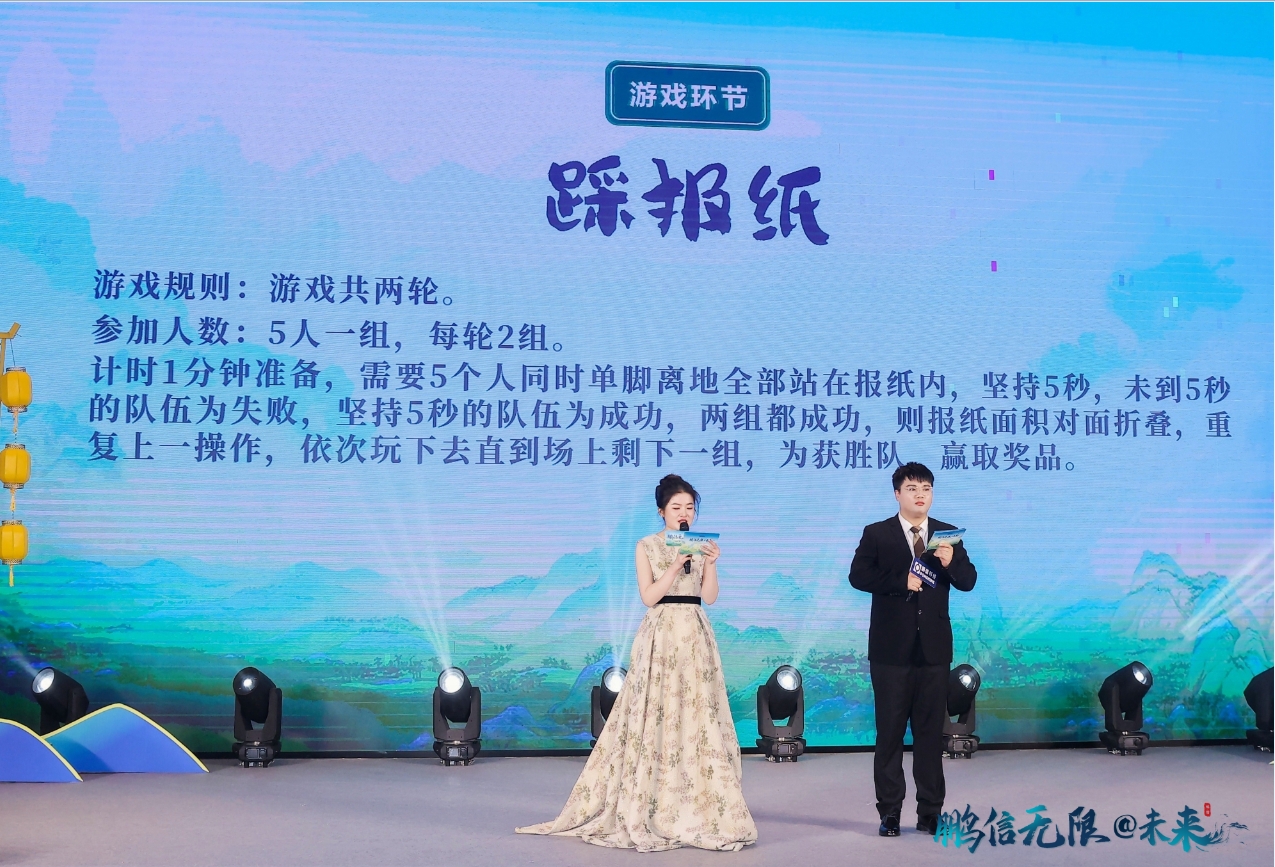 游戏环节
踩报纸
游戏规则：游戏共两轮。
参加人数：5人一组，每轮2组。
计时1分钟准备，需要5个人同时单脚离地全部站在报纸内，坚持5秒，未到5秒
的队伍为失败，坚持5秒的队伍为成功，两组都成功，则报纸面积对面折叠，重
复上一操作，依次玩下去直到场上剩下一组，为获胜队，赢取奖品。
鹏信无限@未来